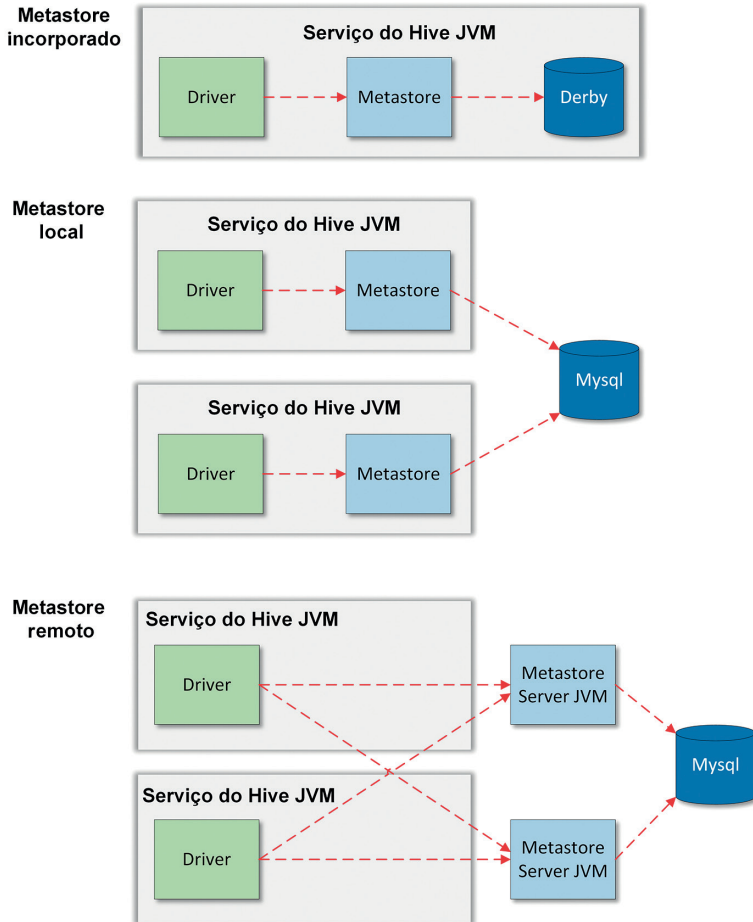 Metastore
incorporado
Serviço do Hive JVM
Driver
Metastore
Derby
Metastore
local
Serviço do Hive JVM
Driver
Metastore
Mysql
Serviço do Hive JVM
Driver
Metastore
Metastore
remoto
Serviço do Hive JVM
Driver
Metastore
Server JVM
Mysql
Serviço do Hive JVM
Driver
Metastore
Server JVM